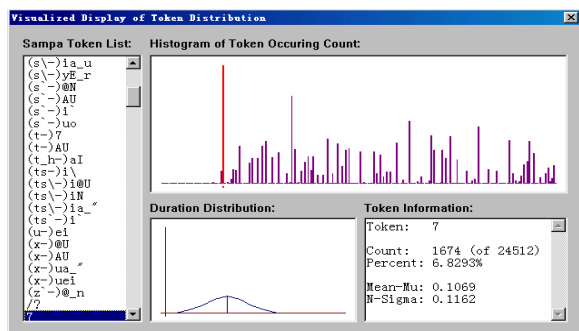 Visualized Display of Token Distribution
Sampa Token List:
(s\-)ia_u
(s\-)yE_r
(s`-)@N
(s`-)AU
(s`-)i`
(s`-)uo
(t-)7
(t-)AU
(t_h-)aI
(ts-)i\
(ts\-)i@U
(ts\-)iN
(ts\-)ia_"
(ts`-)i`
(u-)ei
(x-)@U
(x-)AU
(x-)ua_"
(x-)uei
(z`-)@_n
/?
7
Histogram of Token Occuring Count:
Duration Distribution:
Token Information:
Token: 7
Count: 1674 (of 24512)
Percent: 6.8293%
Mean-Mu: 0.1069
N-Sigma: 0.1162